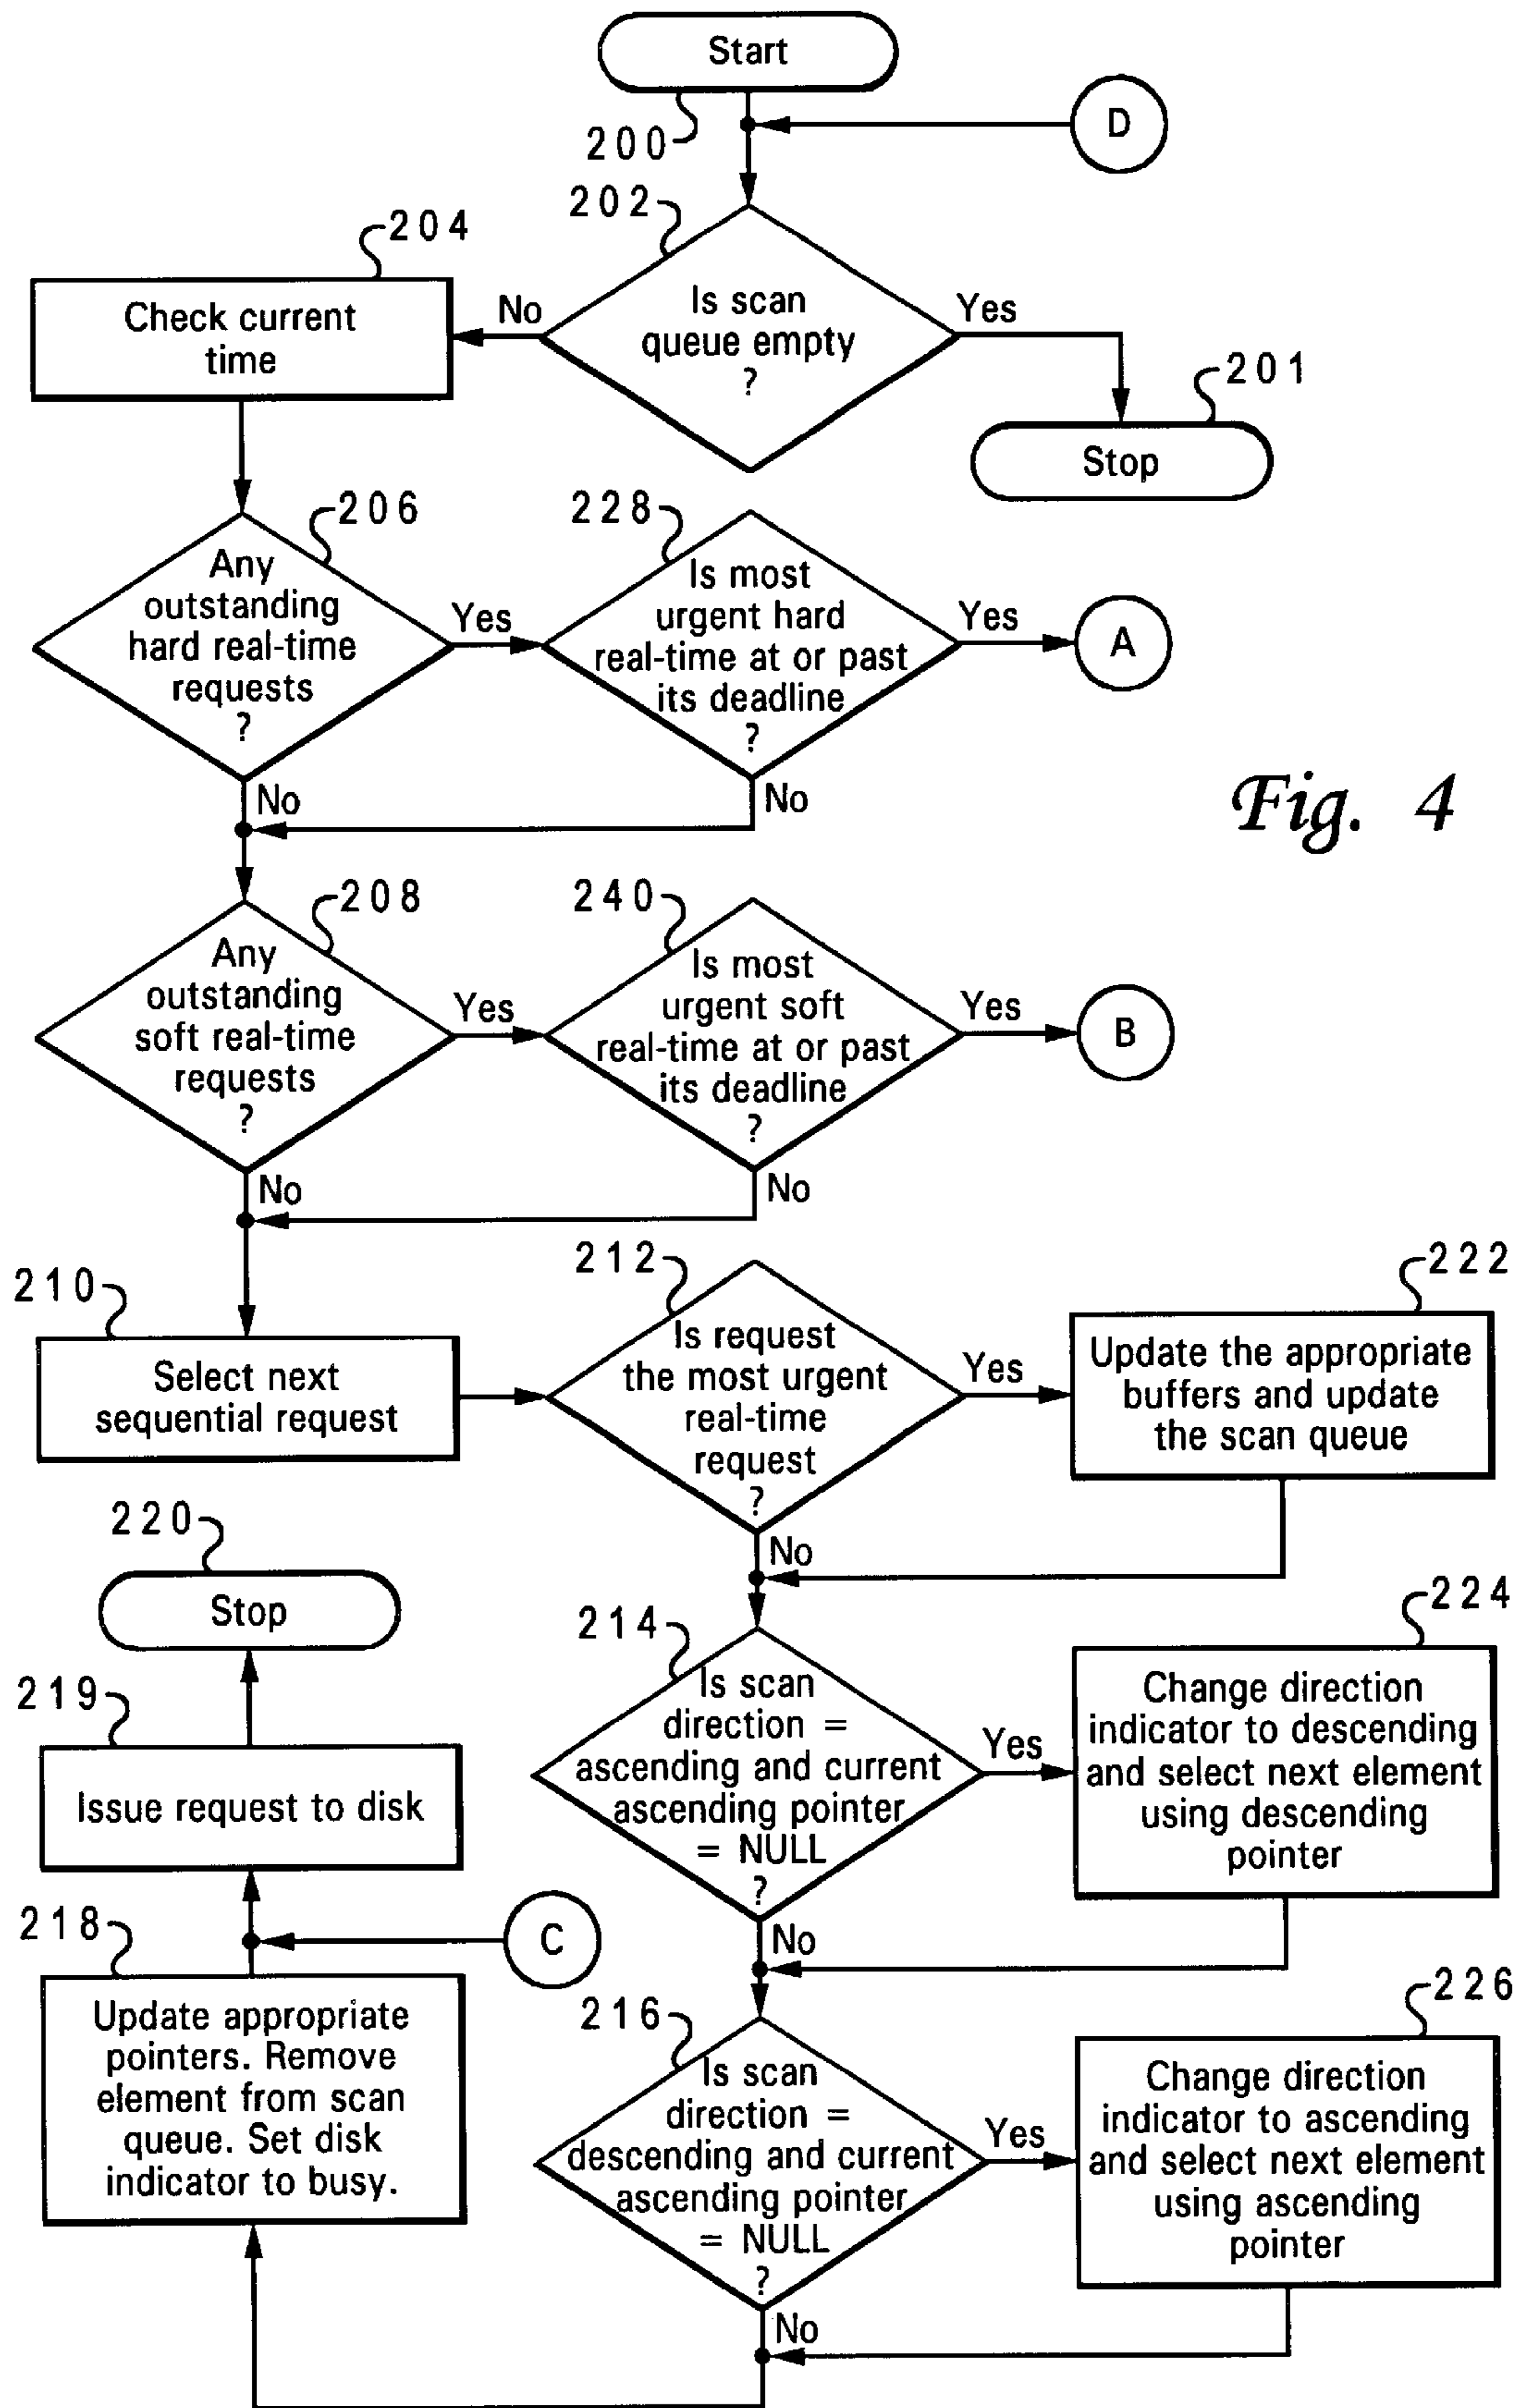 Start
200
D
202
204
Is scan
queue empty
?
No
Yes
Check current
time
201
Stop
206
Any
outstanding
hard real-time
requests
?
Yes
No
228
Is most
urgent hard
real-time at or past
its deadline
?
Yes
No
A
Fig. 4
208
Any
outstanding
soft real-time
requests
?
Yes
No
240
Is most
urgent soft
real-time at or past
its deadline
?
Yes
No
B
210
Select next
sequential request
212
Is request
the most urgent
real-time
request
?
Yes
No
222
Update the appropriate
buffers and update
the scan queue
220
Stop
214
Is scan
direction =
ascending and current
ascending pointer
= NULL
?
Yes
No
224
Change direction
indicator to descending
and select next element
using descending
pointer
219
Issue request to disk
218
C
Update appropriate
pointers. Remove
element from scan
queue. Set disk
indicator to busy.
216
Is scan
direction =
descending and current
ascending pointer
= NULL
?
Yes
No
226
Change direction
indicator to ascending
and select next element
using ascending
pointer